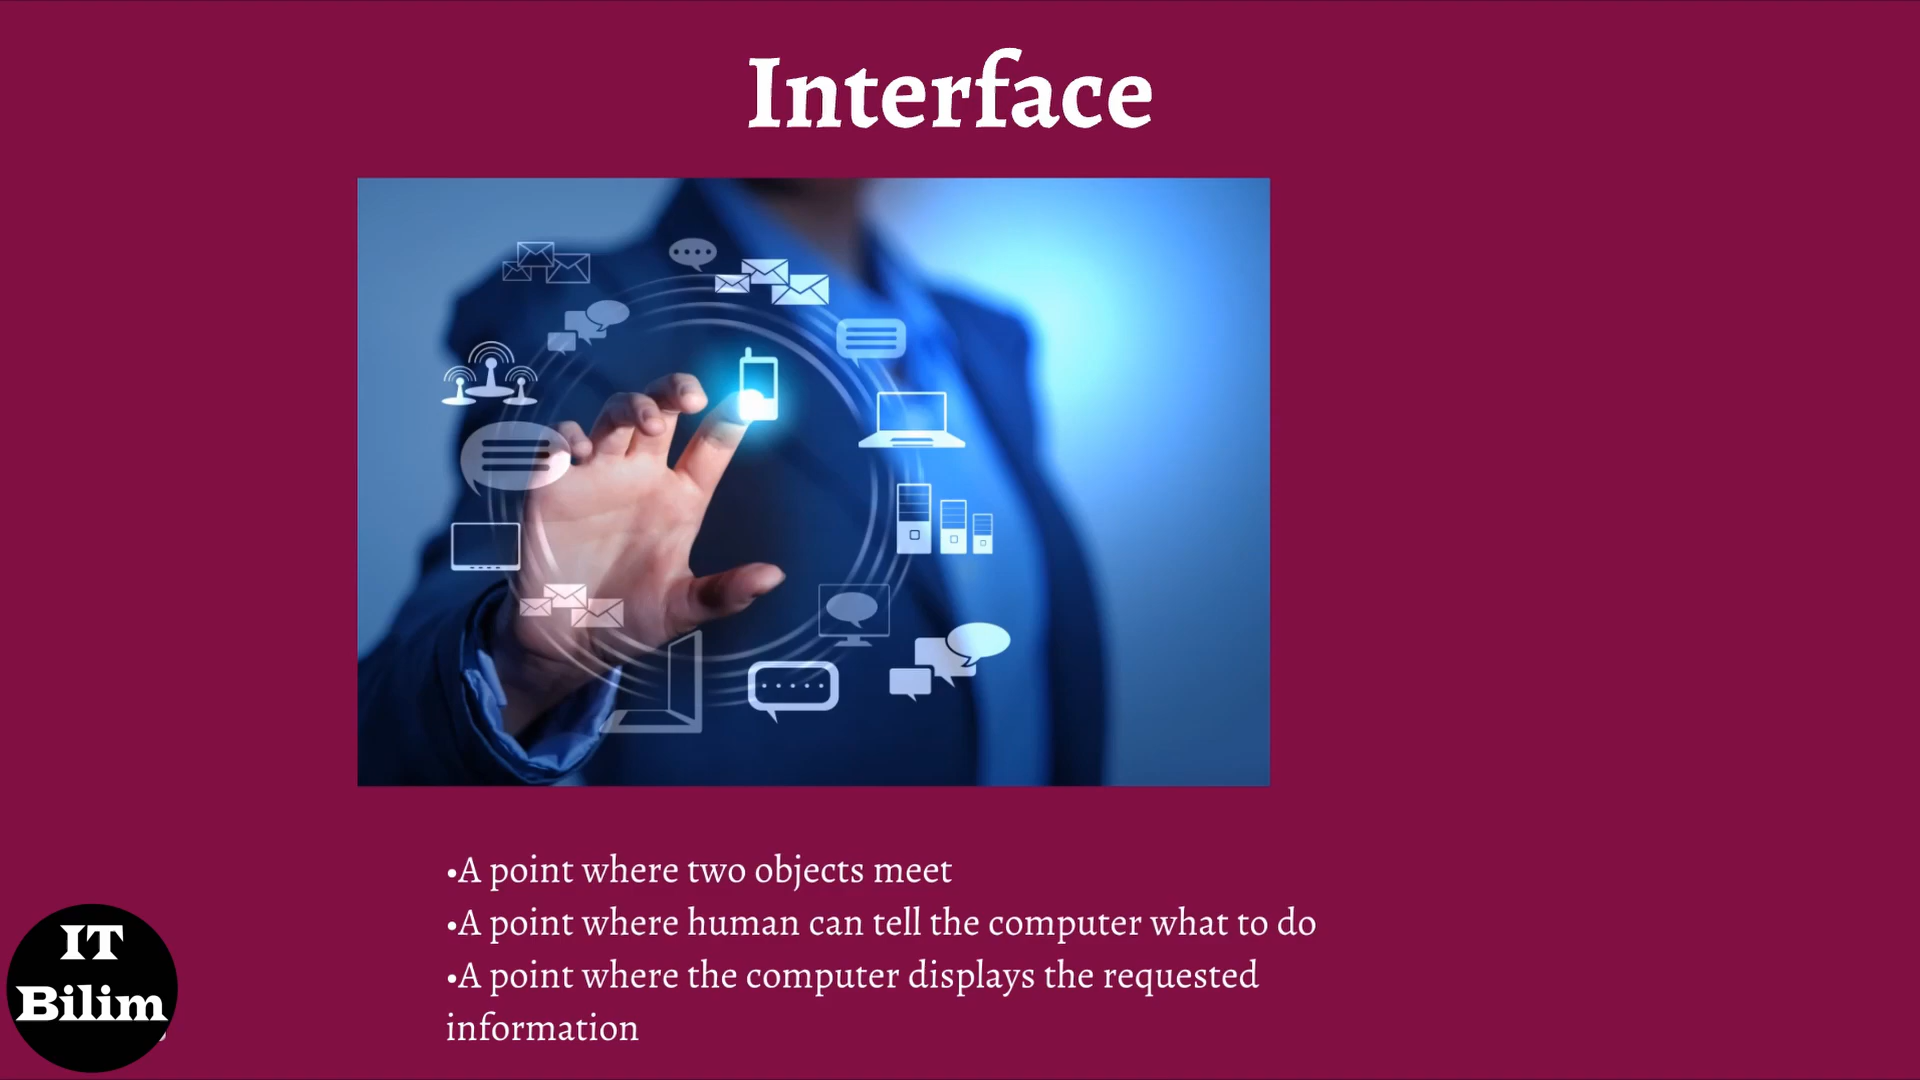 Interface
•A point where two objects meet
•A point where human can tell the computer what to do
•A point where the computer displays the requested
information
IT
Bilim